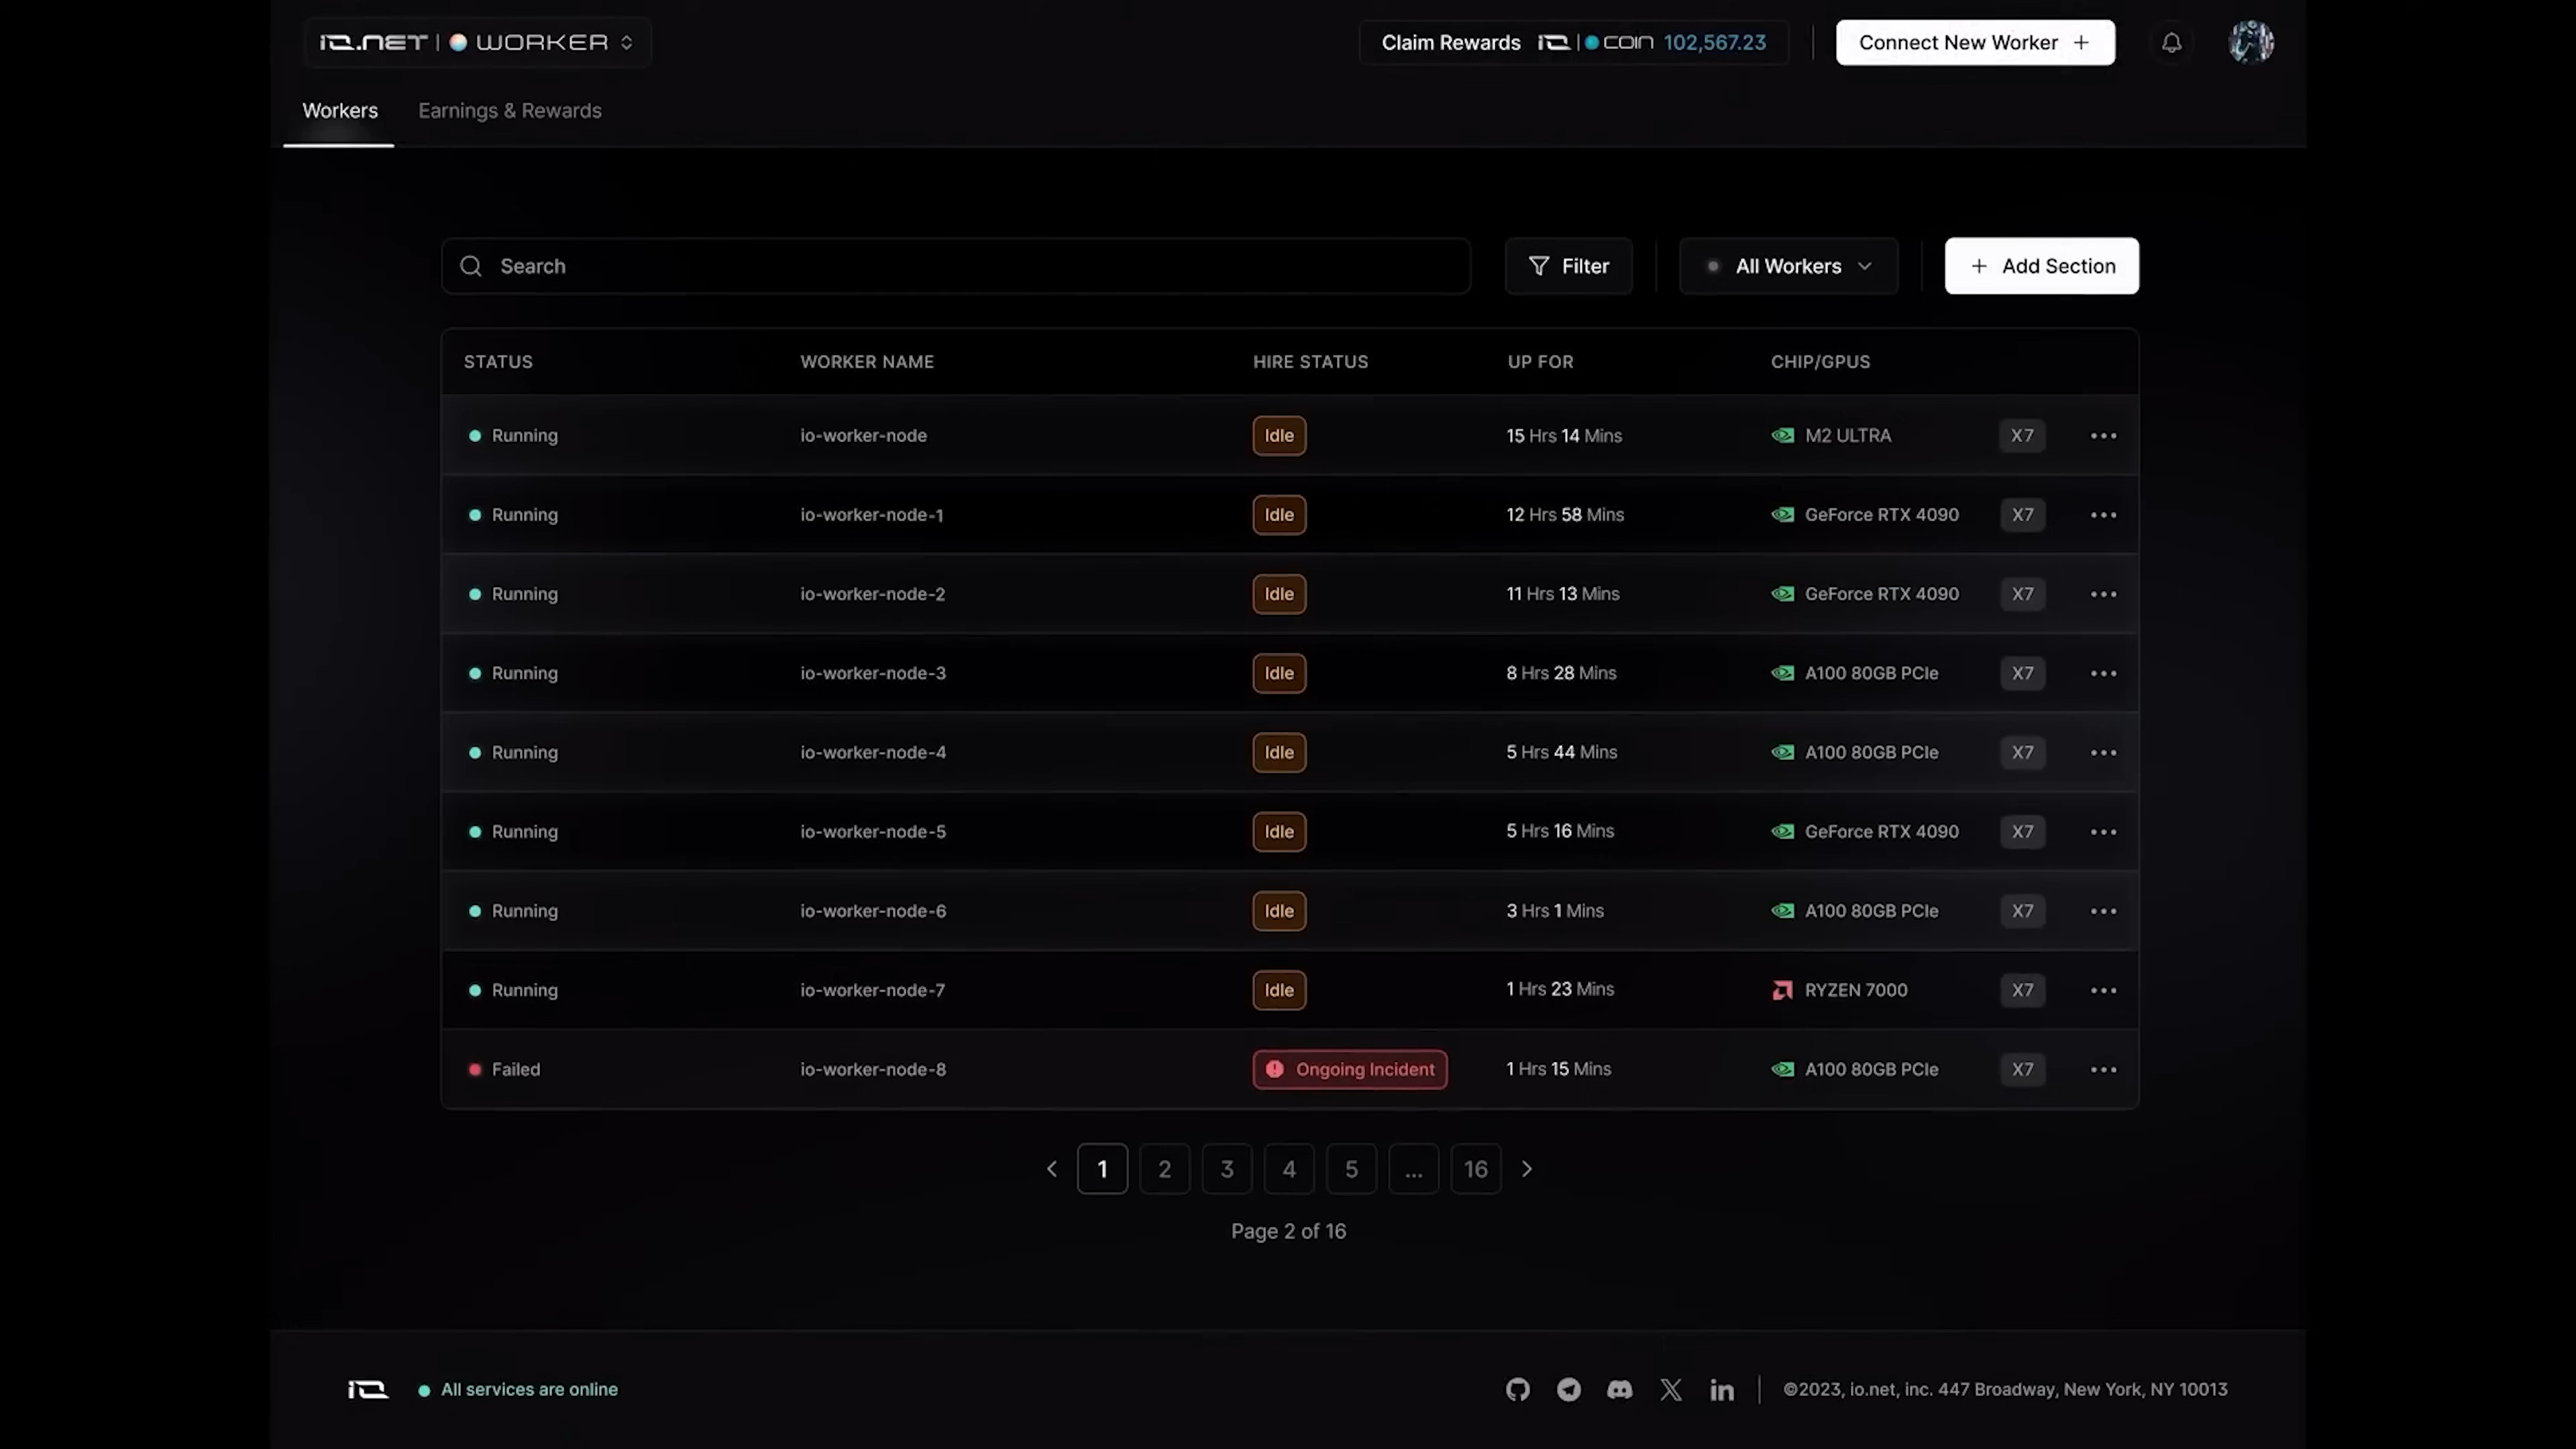 IO.NET | WORKER
Claim Rewards IO | COIN 102,567.23
Connect New Worker +
Workers
Earnings & Rewards
Search
Filter
All Workers
+ Add Section
STATUS WORKER NAME HIRE STATUS UP FOR CHIP/GPUS
Running io-worker-node Idle 15 Hrs 14 Mins M2 ULTRA X7
Running io-worker-node-1 Idle 12 Hrs 58 Mins GeForce RTX 4090 X7
Running io-worker-node-2 Idle 11 Hrs 13 Mins GeForce RTX 4090 X7
Running io-worker-node-3 Idle 8 Hrs 28 Mins A100 80GB PCIe X7
Running io-worker-node-4 Idle 5 Hrs 44 Mins A100 80GB PCIe X7
Running io-worker-node-5 Idle 5 Hrs 16 Mins GeForce RTX 4090 X7
Running io-worker-node-6 Idle 3 Hrs 1 Mins A100 80GB PCIe X7
Running io-worker-node-7 Idle 1 Hrs 23 Mins RYZEN 7000 X7
Failed io-worker-node-8 Ongoing Incident 1 Hrs 15 Mins A100 80GB PCIe X7
1 2 3 4 5 ... 16
Page 2 of 16
IO
All services are online
in
©2023, io.net, inc. 447 Broadway, New York, NY 10013